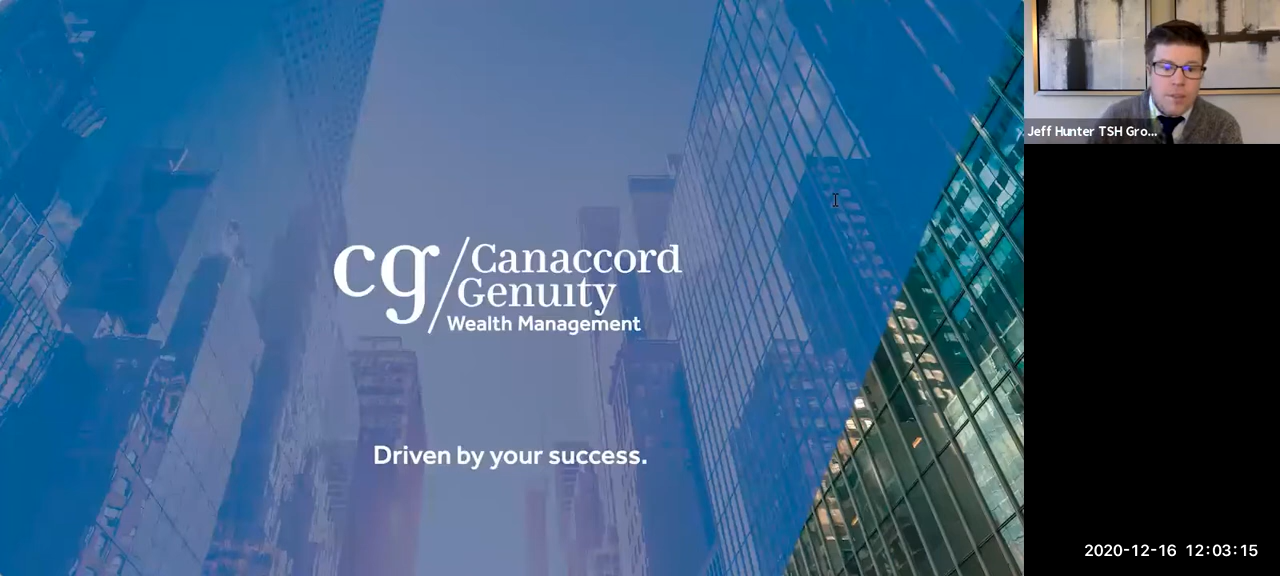 cg/Canaccord
Genuity
Wealth Management
Driven by your success.
Jeff Hunter TSH Gro...
2020-12-16 12:03:15